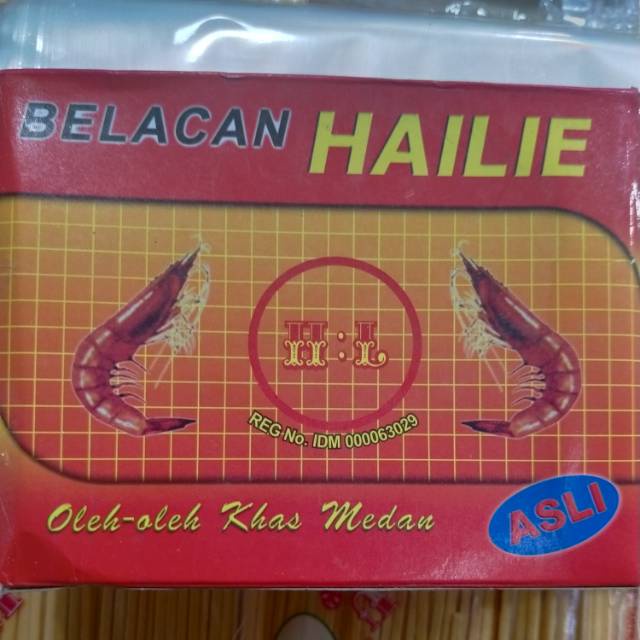 BELACAN HAILIE
H:L
REG No. IDM 000063029
Oleh-oleh Khas Medan
ASLI